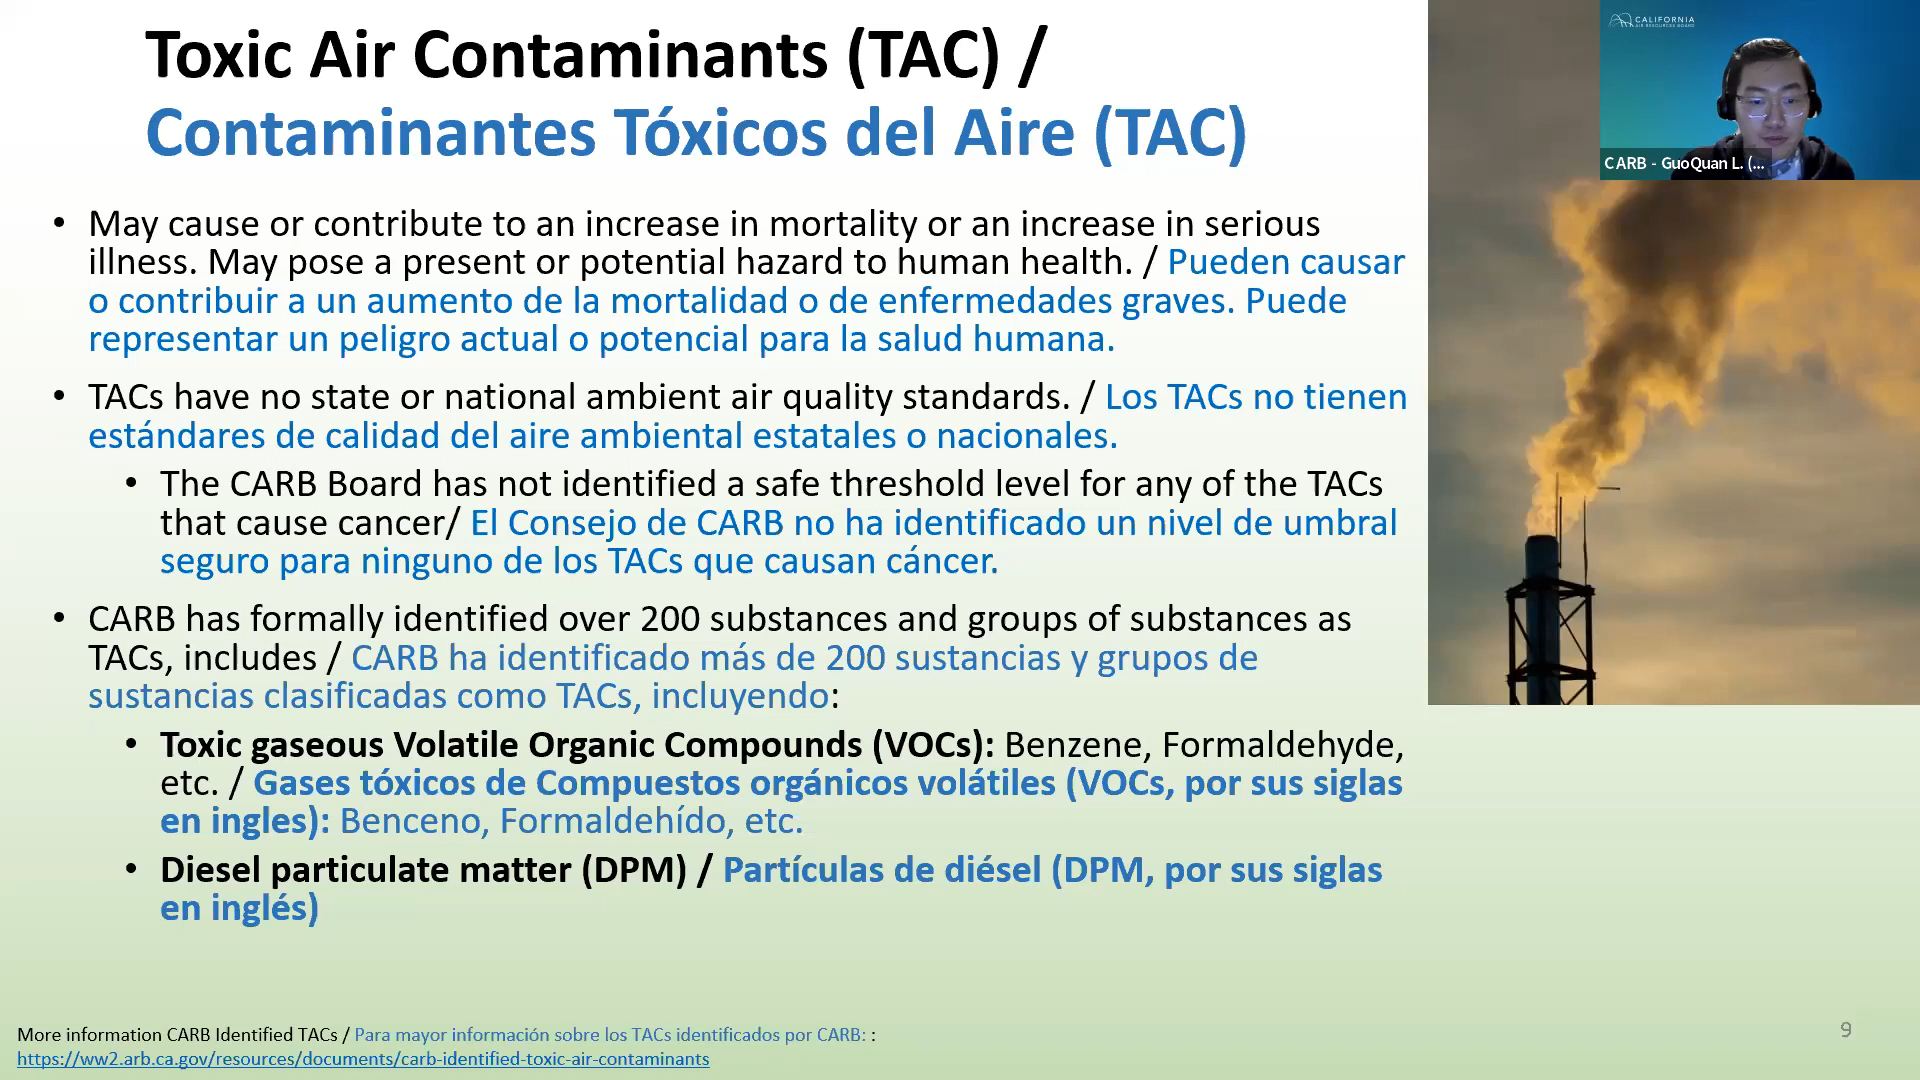 Toxic Air Contaminants (TAC) /
Contaminantes Tóxicos del Aire (TAC)
CALIFORNIA
AIR RESOURCES BOARD
CARB - GuoQuan L. (...
• May cause or contribute to an increase in mortality or an increase in serious
illness. May pose a present or potential hazard to human health. / Pueden causar
o contribuir a un aumento de la mortalidad o de enfermedades graves. Puede
representar un peligro actual o potencial para la salud humana.
• TACs have no state or national ambient air quality standards. / Los TACs no tienen
estándares de calidad del aire ambiental estatales o nacionales.
• The CARB Board has not identified a safe threshold level for any of the TACs
that cause cancer/ El Consejo de CARB no ha identificado un nivel de umbral
seguro para ninguno de los TACs que causan cáncer.
• CARB has formally identified over 200 substances and groups of substances as
TACs, includes / CARB ha identificado más de 200 sustancias y grupos de
sustancias clasificadas como TACs, incluyendo:
• Toxic gaseous Volatile Organic Compounds (VOCs): Benzene, Formaldehyde,
etc. / Gases tóxicos de Compuestos orgánicos volátiles (VOCs, por sus siglas
en ingles): Benceno, Formaldehído, etc.
• Diesel particulate matter (DPM) / Partículas de diésel (DPM, por sus siglas
en inglés)
More information CARB Identified TACs / Para mayor información sobre los TACs identificados por CARB: :
https://ww2.arb.ca.gov/resources/documents/carb-identified-toxic-air-contaminants
9